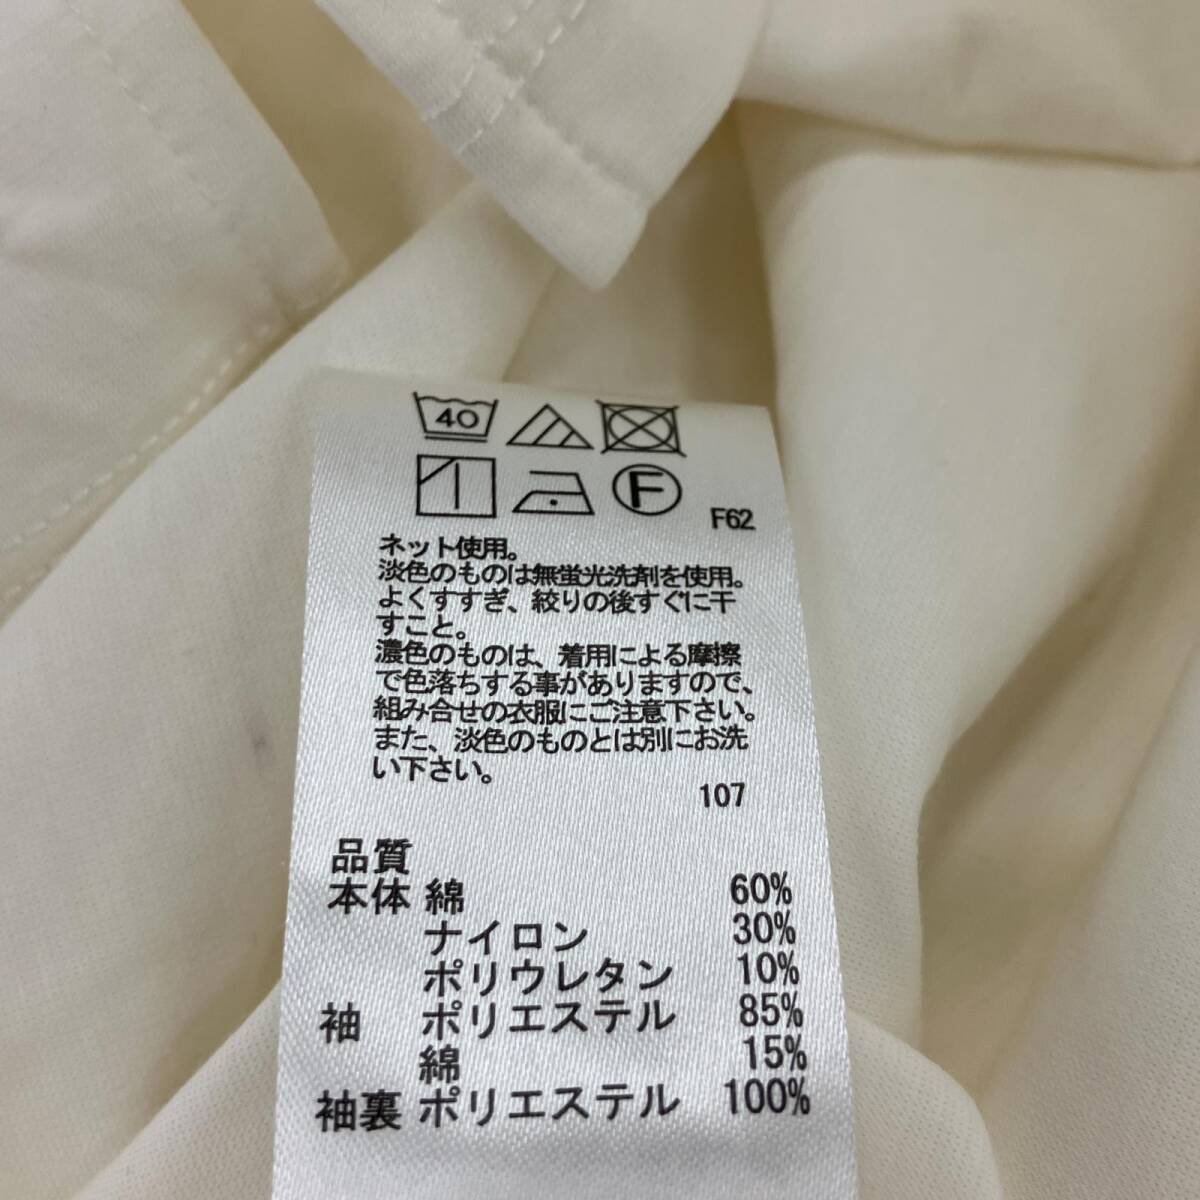 40
F
F62
ネット使用。
淡色のものは無蛍光洗剤を使用。
よくすすぎ、絞りの後すぐに干
すこと。
濃色のものは、着用による摩擦
で色落ちする事がありますので、
組み合せの衣服にご注意下さい。
また、淡色のものとは別にお洗
い下さい。
107
品質
本体 綿 60%
ナイロン 30%
ポリウレタン 10%
袖 ポリエステル 85%
綿 15%
袖裏 ポリエステル 100%